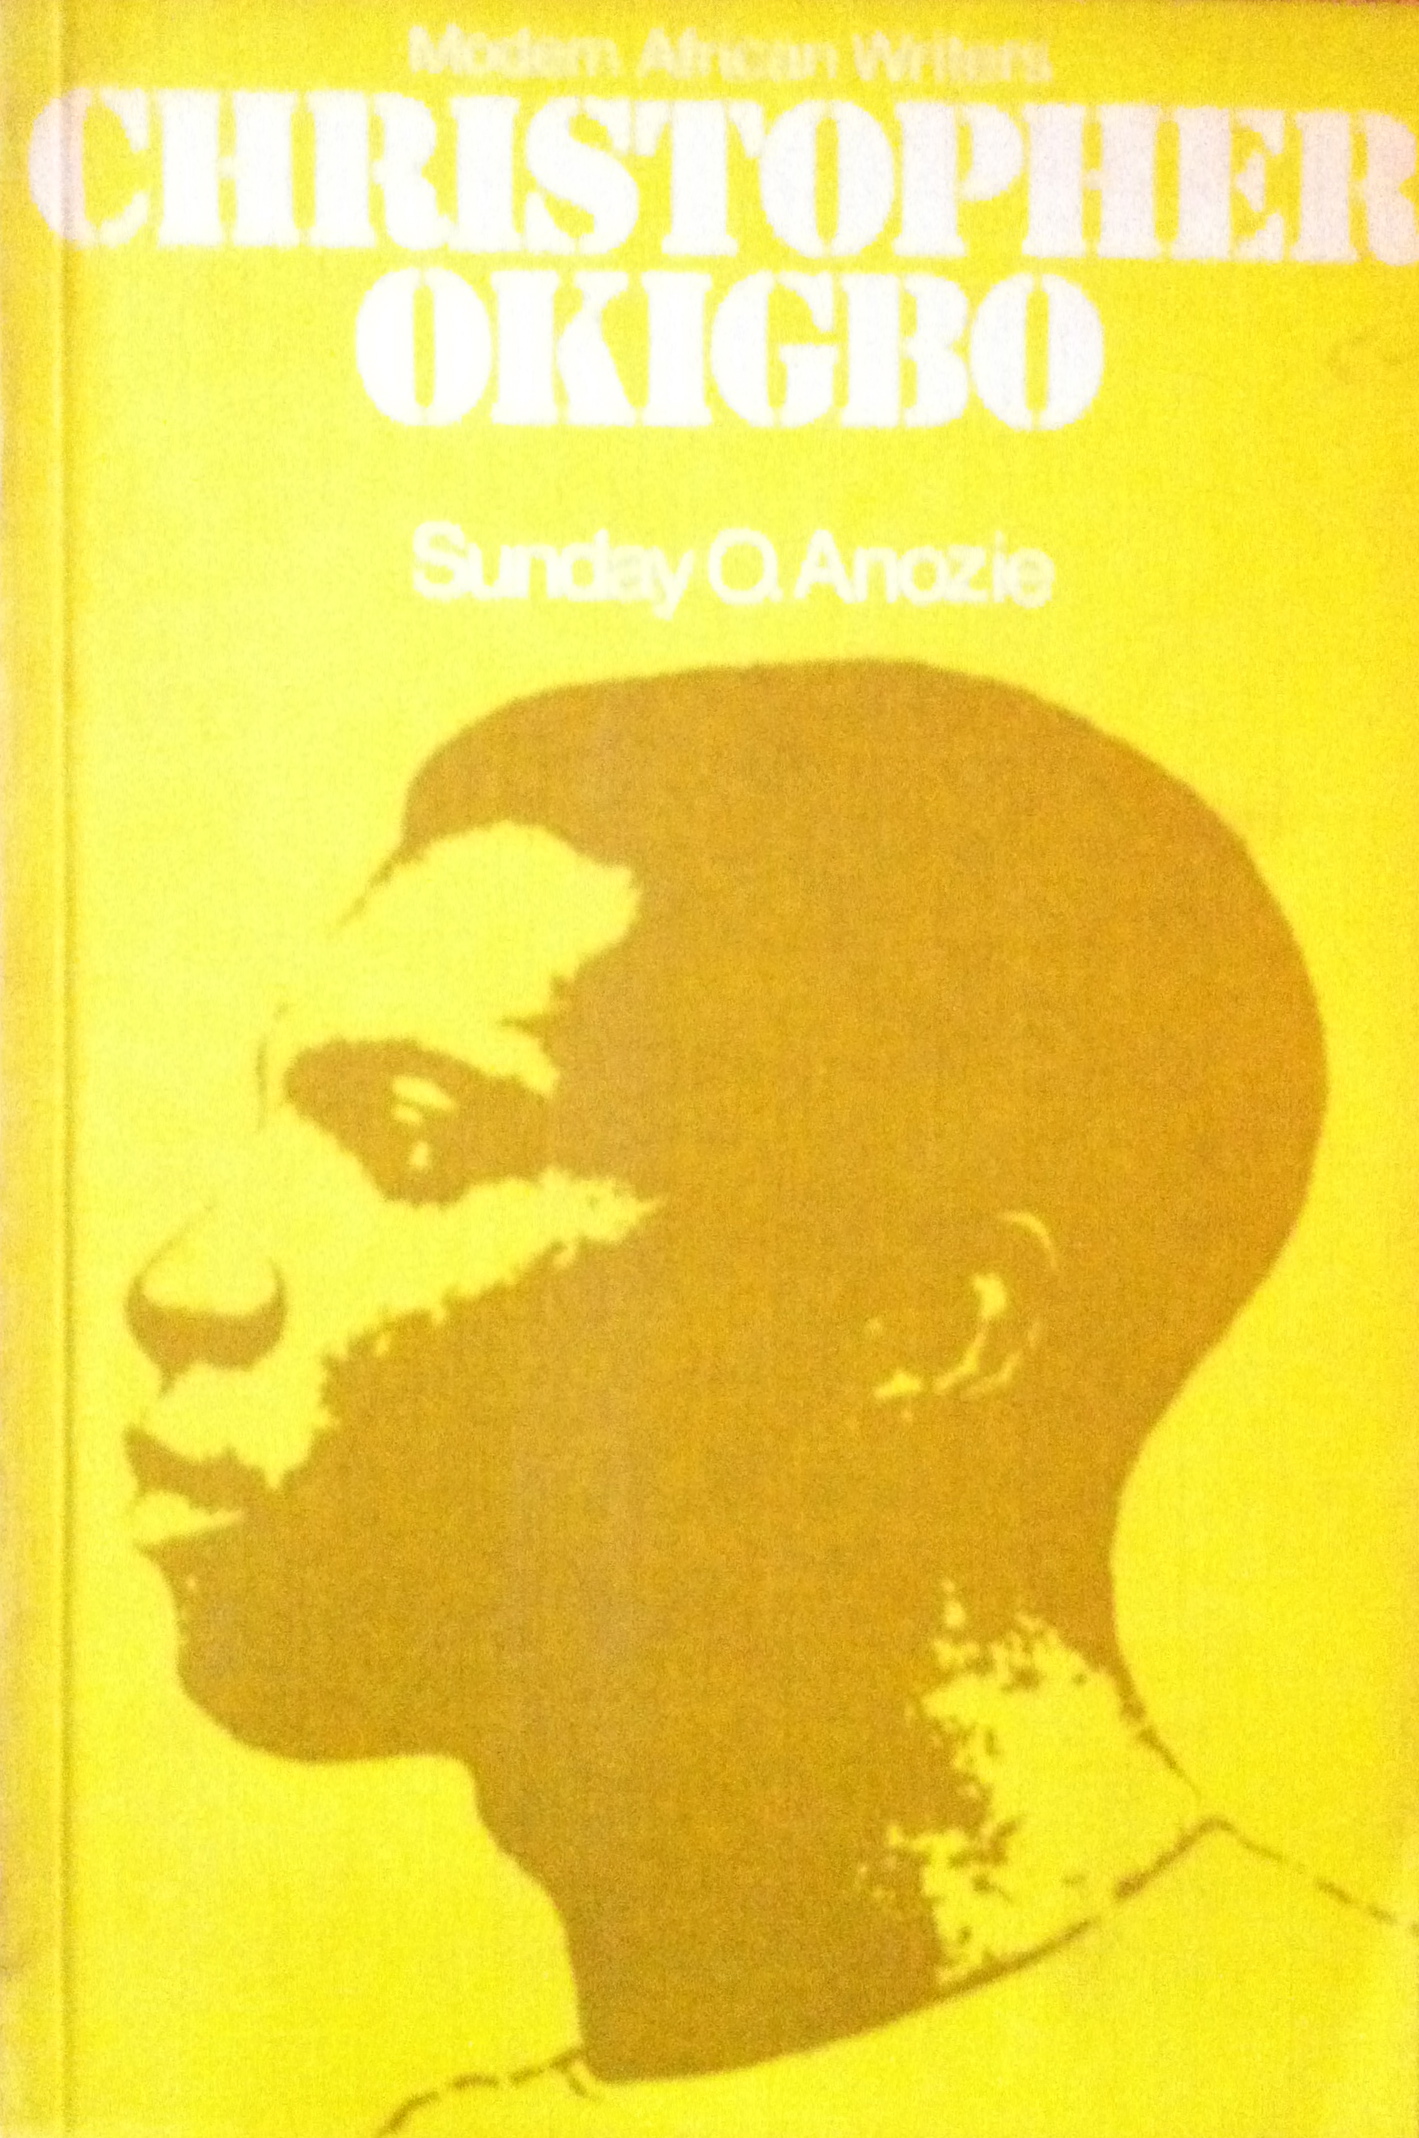 Modern African Writers
CHRISTOPHER
OKIGBO
Sunday O. Anozie